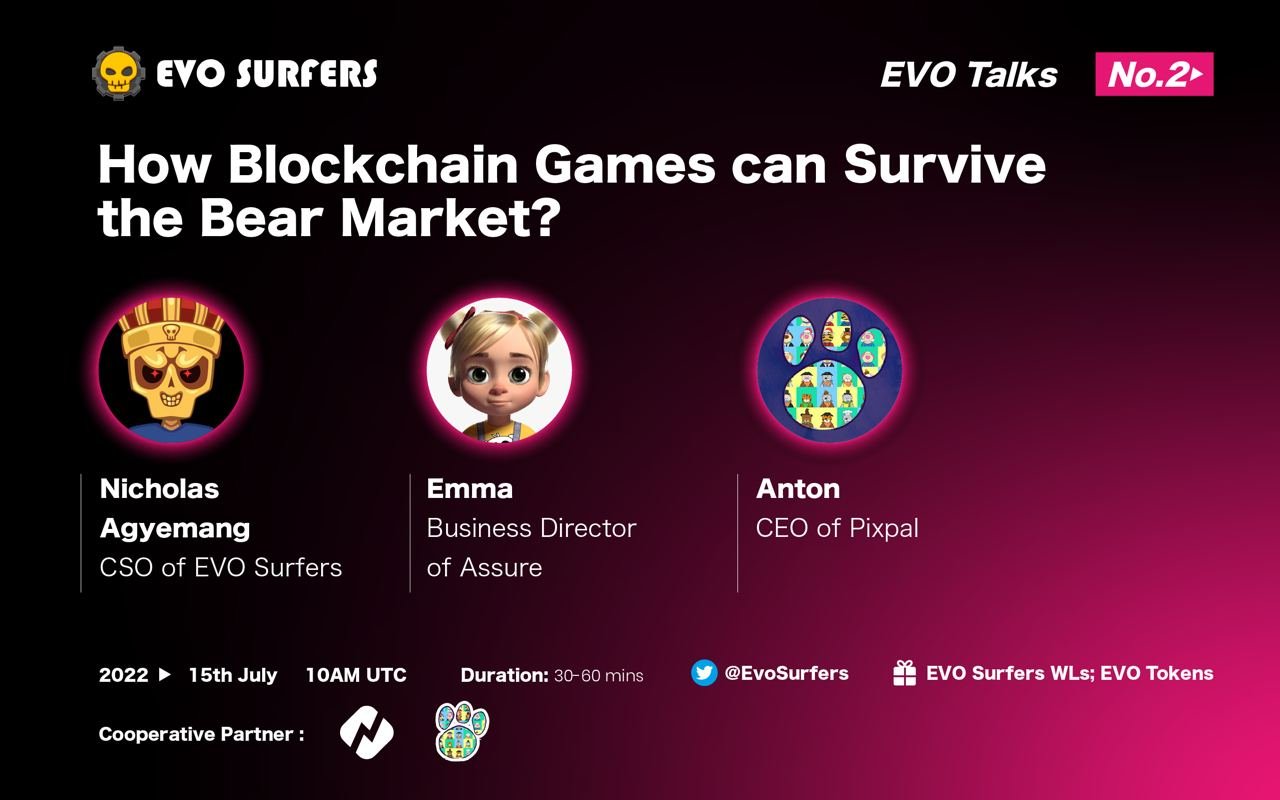 EVO SURFERS
EVO Talks No.2
How Blockchain Games can Survive
the Bear Market?
Nicholas
Agyemang
CSO of EVO Surfers
Emma
Business Director
of Assure
Anton
CEO of Pixpal
2022 ▶ 15th July 10AM UTC Duration: 30-60 mins @EvoSurfers EVO Surfers WLs; EVO Tokens
Cooperative Partner :